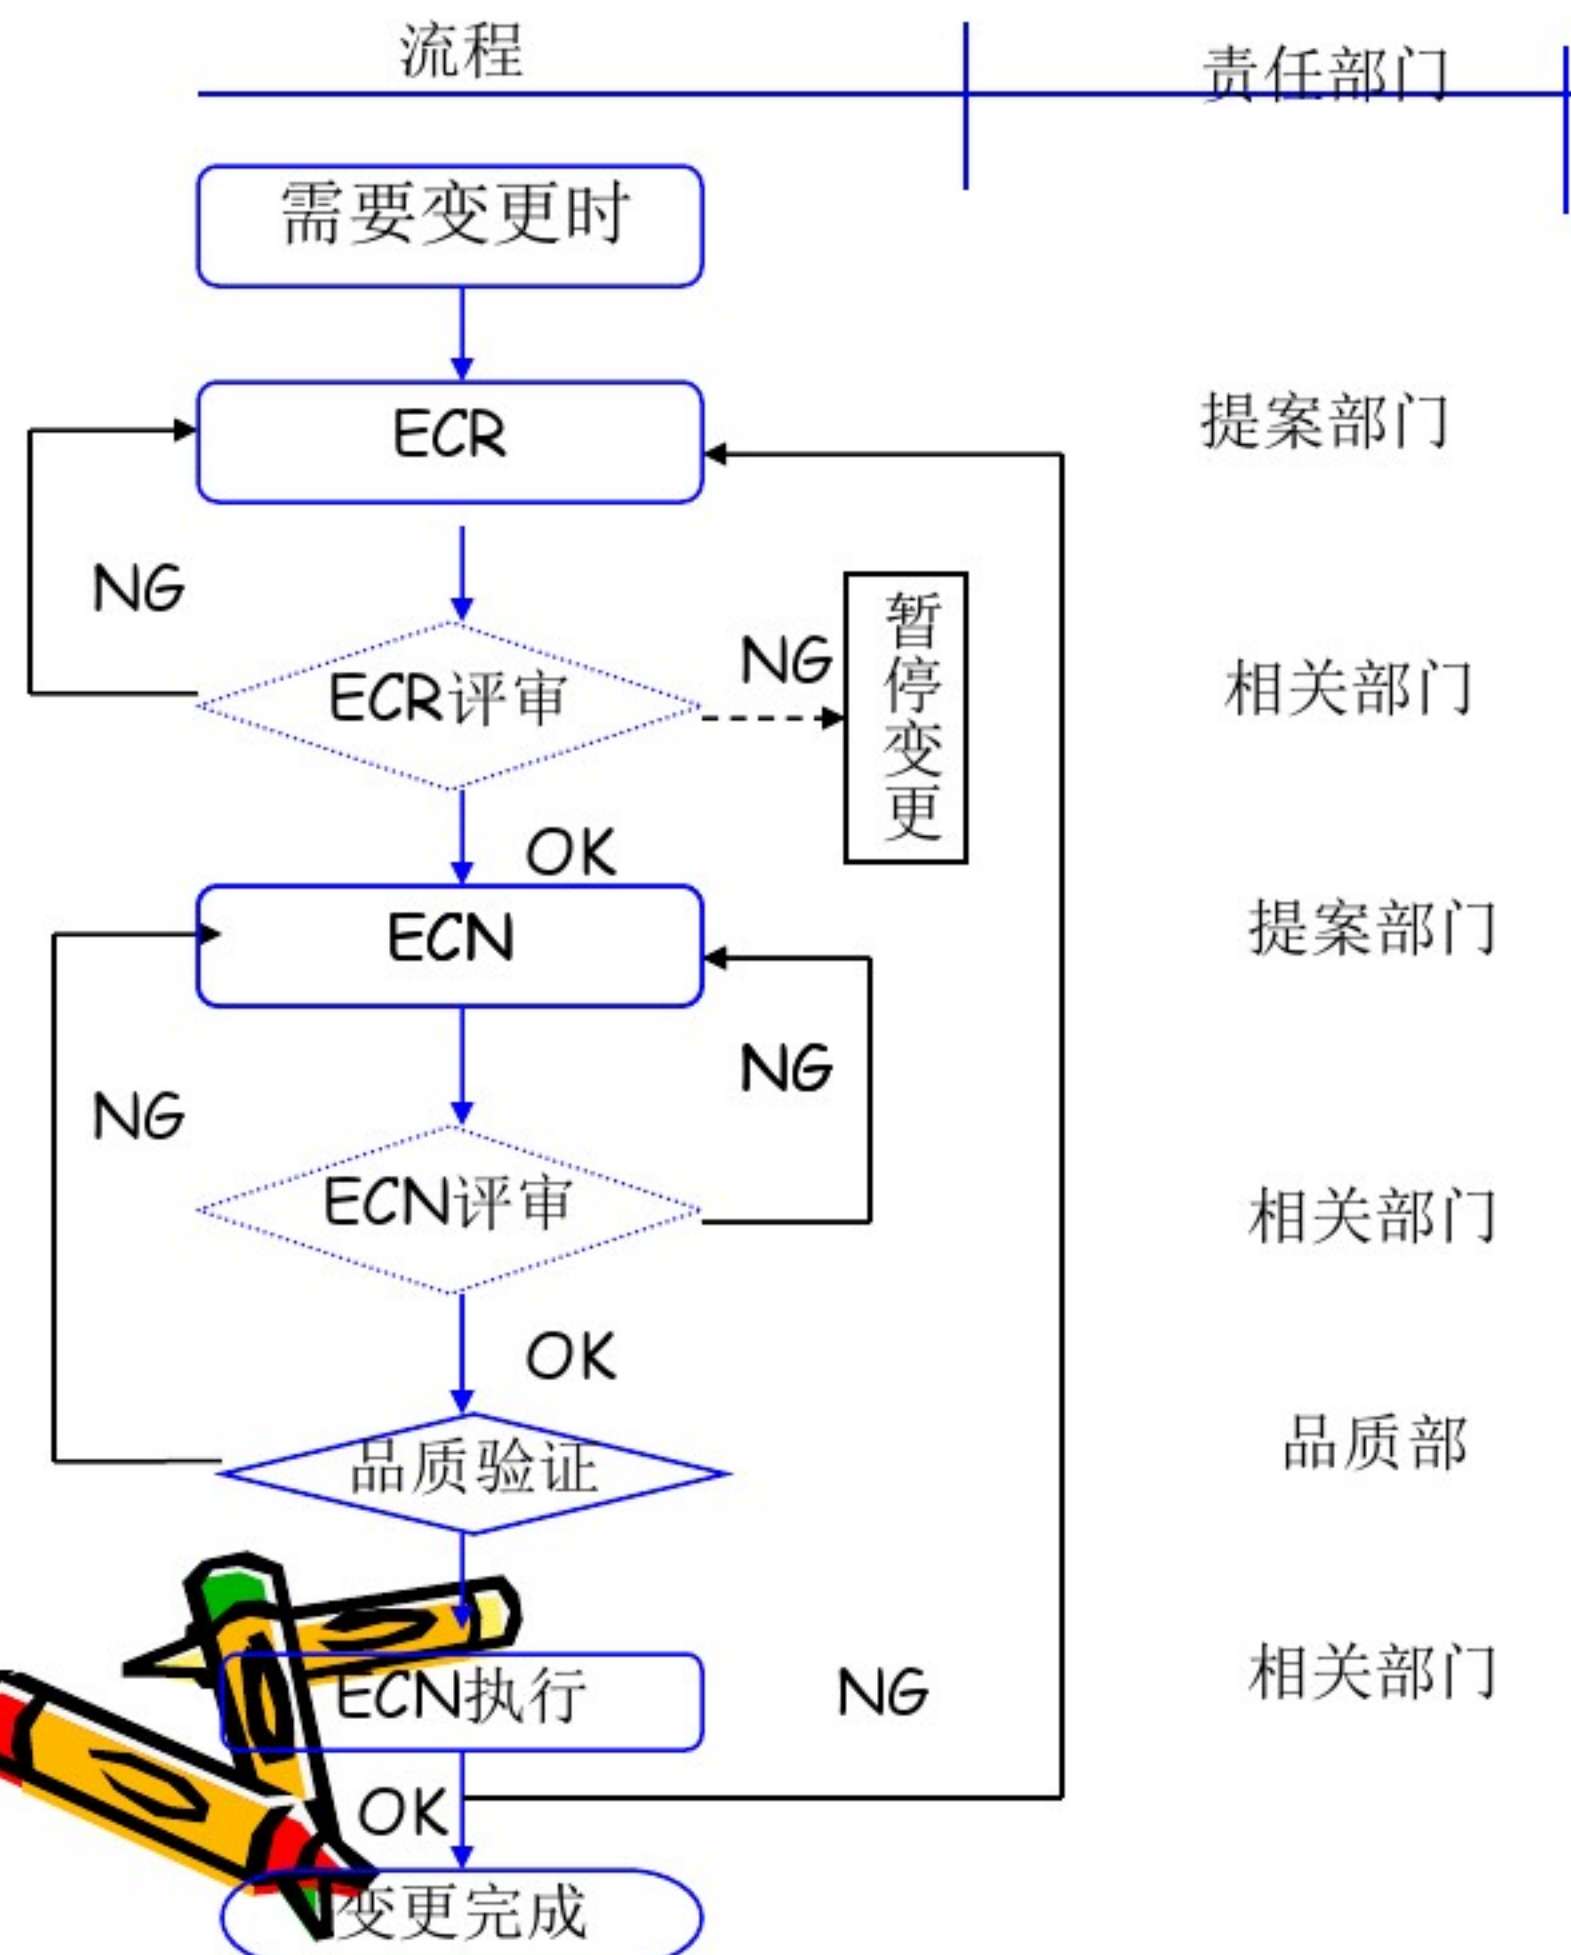 流程
责任部门
需要变更时
ECR
提案部门
NG
ECR评审
NG
暂停变更
相关部门
OK
ECN
提案部门
NG
NG
ECN评审
相关部门
OK
品质验证
品质部
ECN执行
NG
相关部门
OK
变更完成